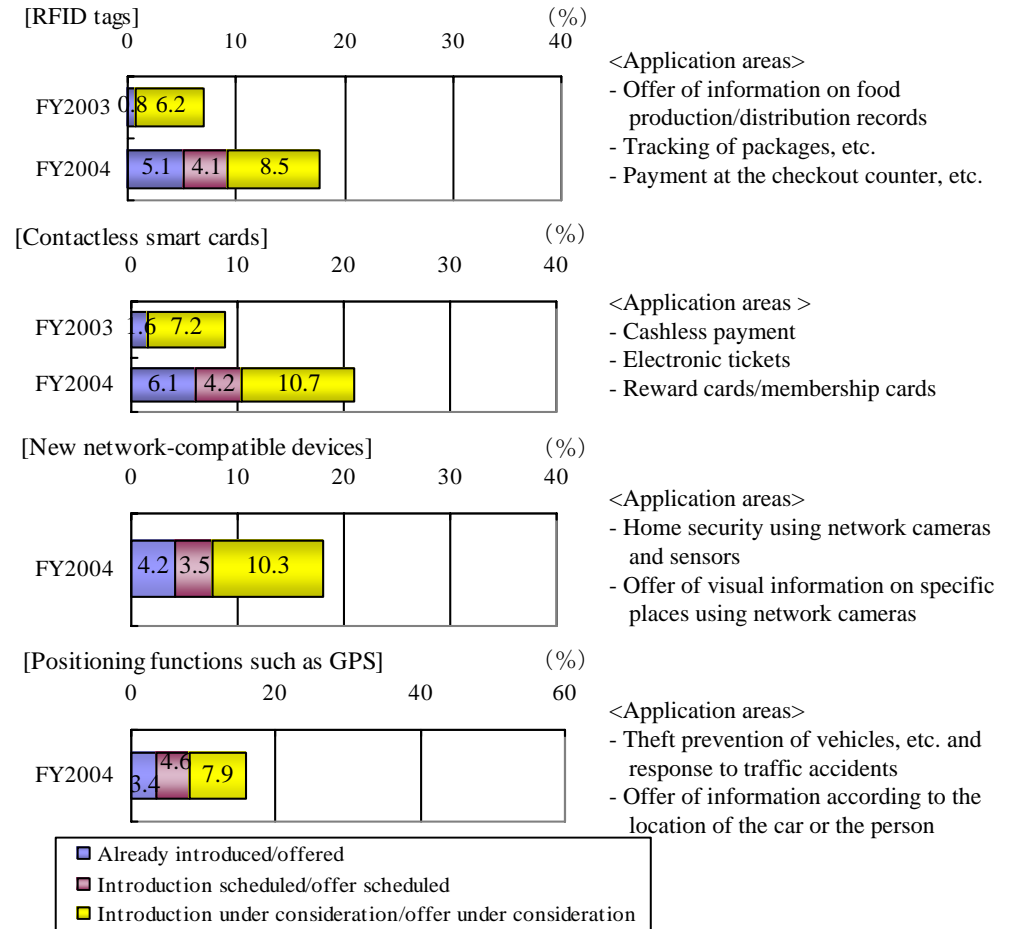 [RFID tags]
(%)
0 10 20 30 40
FY2003 0.8 6.2
FY2004 5.1 4.1 8.5
<Application areas>
- Offer of information on food
production/distribution records
- Tracking of packages, etc.
- Payment at the checkout counter, etc.
[Contactless smart cards]
(%)
0 10 20 30 40
FY2003 1.6 7.2
FY2004 6.1 4.2 10.7
<Application areas >
- Cashless payment
- Electronic tickets
- Reward cards/membership cards
[New network-compatible devices]
(%)
0 10 20 30 40
FY2004 4.2 3.5 10.3
<Application areas>
- Home security using network cameras
and sensors
- Offer of visual information on specific
places using network cameras
[Positioning functions such as GPS]
(%)
0 20 40 60
FY2004 3.4 4.6 7.9
<Application areas>
- Theft prevention of vehicles, etc. and
response to traffic accidents
- Offer of information according to the
location of the car or the person
Already introduced/offered
Introduction scheduled/offer scheduled
Introduction under consideration/offer under consideration